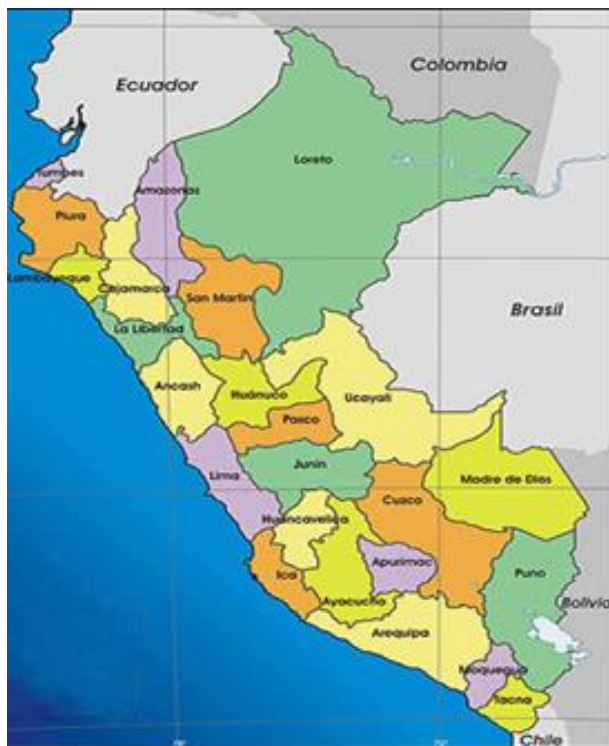 Colombia
Ecuador
Loreto
Tumbes
Amazonas
Piura
Lambayeque
Cajamarca
San Martín
Brasil
La Libertad
Ancash
Huánuco
Ucayali
Pasco
Lima
Junín
Madre de Dios
Cuzco
Huancavelica
Apurimac
Ica
Puno
Ayacucho
Bolivia
Arequipa
Moquegua
Tacna
Chile